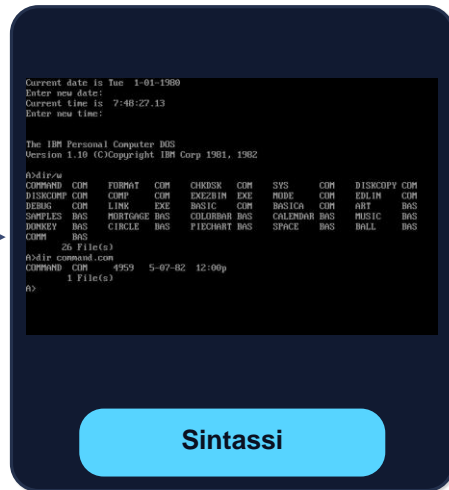 Current date is Tue 1-01-1980
Enter new date:
Current time is 7:48:27.13
Enter new time:
The IBM Personal Computer DOS
Version 1.10 (C)Copyright IBM Corp 1981, 1982
A>dir/w
COMMAND COM FORMAT COM CHKDSK COM SYS COM DISKCOPY COM
DISKCOMP COM COMP COM EXE2BIN EXE MODE COM EDLIN COM
DEBUG COM LINK EXE BASIC COM BASICA COM ART BAS
SAMPLES BAS MORTGAGE BAS COLORBAR BAS CALENDAR BAS MUSIC BAS
DONKEY BAS CIRCLE BAS PIECHART BAS SPACE BAS BALL BAS
COMM BAS
26 File(s)
A>dir command.com
COMMAND COM 4959 5-07-82 12:00p
1 File(s)
A>
Sintassi